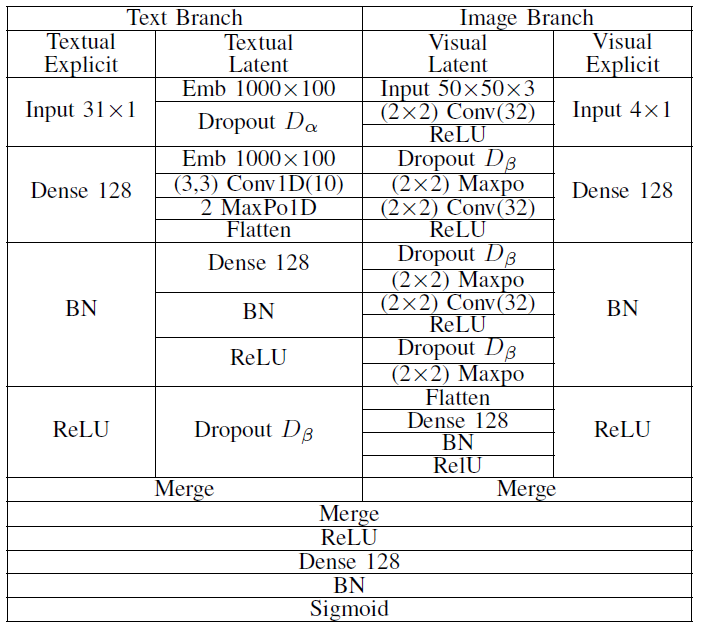 Text Branch Image Branch
Textual Explicit Textual Latent Visual Latent Visual Explicit
Input 31×1 Emb 1000×100 Input 50×50×3 Input 4×1
Dropout Dα (2×2) Conv(32)
ReLU
Dense 128 Emb 1000×100 Dropout Dβ Dense 128
(3,3) Conv1D(10) (2×2) Maxpo
2 MaxPo1D (2×2) Conv(32)
Flatten ReLU
BN Dense 128 Dropout Dβ BN
(2×2) Maxpo
BN (2×2) Conv(32)
ReLU
ReLU Dropout Dβ
(2×2) Maxpo
ReLU Dropout Dβ Flatten ReLU
Dense 128
BN
RelU
Merge Merge
Merge
ReLU
Dense 128
BN
Sigmoid